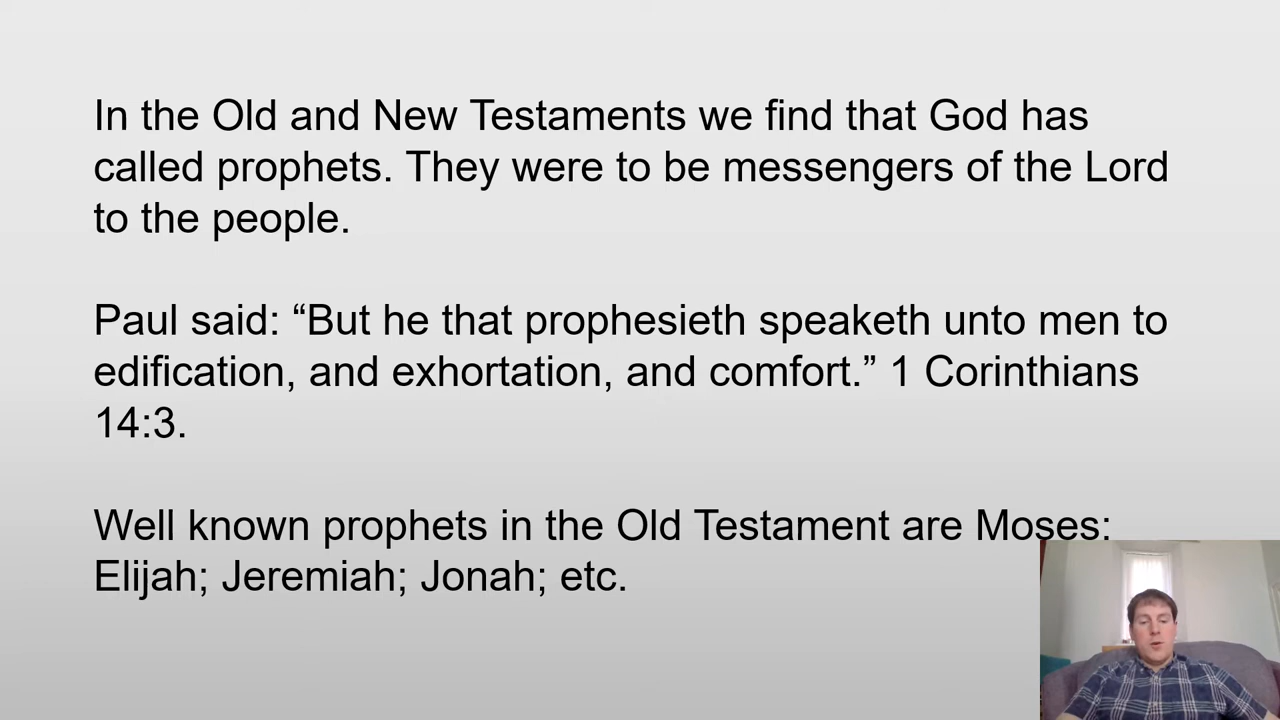 In the Old and New Testaments we find that God has
called prophets. They were to be messengers of the Lord
to the people.
Paul said: “But he that prophesieth speaketh unto men to
edification, and exhortation, and comfort.” 1 Corinthians
14:3.
Well known prophets in the Old Testament are Moses:
Elijah; Jeremiah; Jonah; etc.